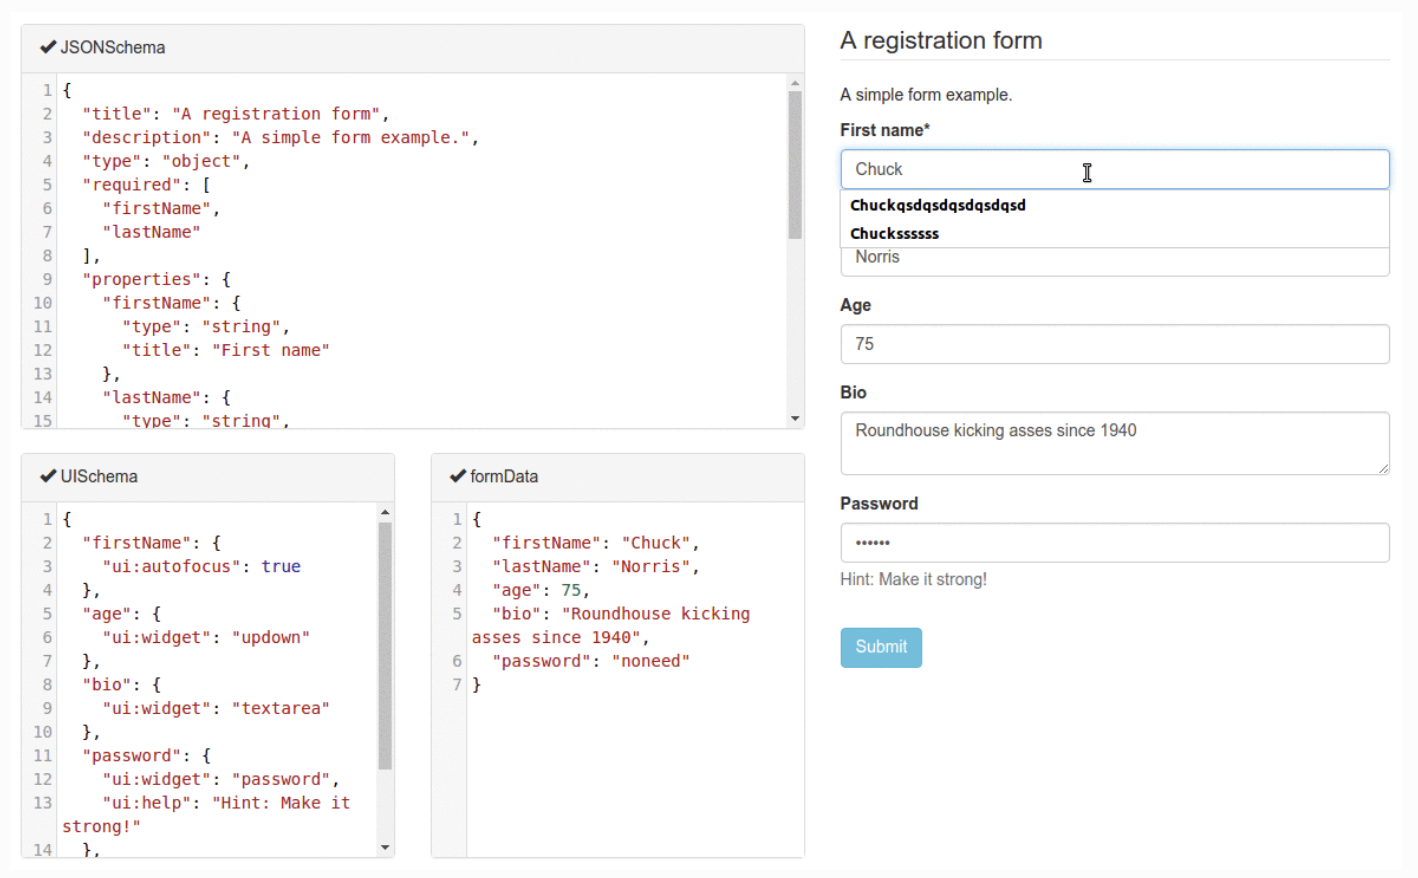 JSONSchema
1 {
2   "title": "A registration form",
3   "description": "A simple form example.",
4   "type": "object",
5   "required": [
6     "firstName",
7     "lastName"
8   ],
9   "properties": {
10     "firstName": {
11       "type": "string",
12       "title": "First name"
13     },
14     "lastName": {
15       "type": "string",
UISchema
1 {
2   "firstName": {
3     "ui:autofocus": true
4   },
5   "age": {
6     "ui:widget": "updown"
7   },
8   "bio": {
9     "ui:widget": "textarea"
10   },
11   "password": {
12     "ui:widget": "password",
13     "ui:help": "Hint: Make it
strong!"
14   },
formData
1 {
2   "firstName": "Chuck",
3   "lastName": "Norris",
4   "age": 75,
5   "bio": "Roundhouse kicking
asses since 1940",
6   "password": "noneed"
7 }
A registration form
A simple form example.
First name*
Chuck
Chuckqsdqsdqsdqsdqsd
Chuckssssss
Norris
Age
75
Bio
Roundhouse kicking asses since 1940
Password
••••••
Hint: Make it strong!
Submit